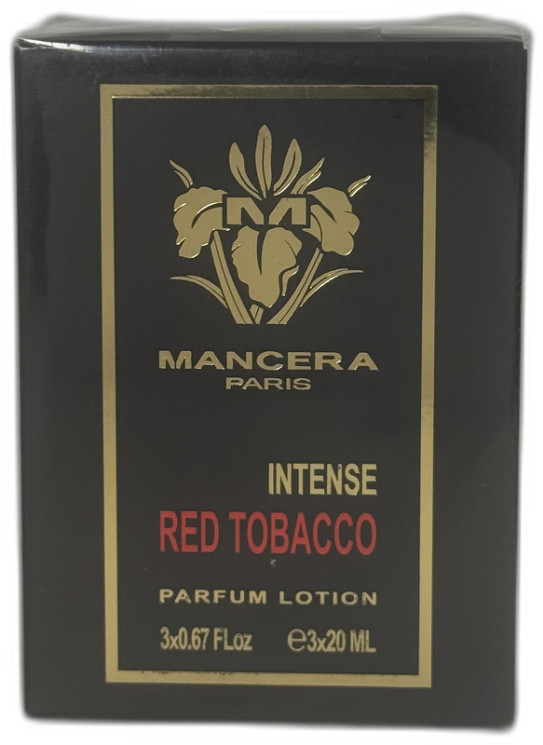 M
MANCERA
PARIS
INTENSE
RED TOBACCO
PARFUM LOTION
3x0.67 FLoz ℮3x20 ML